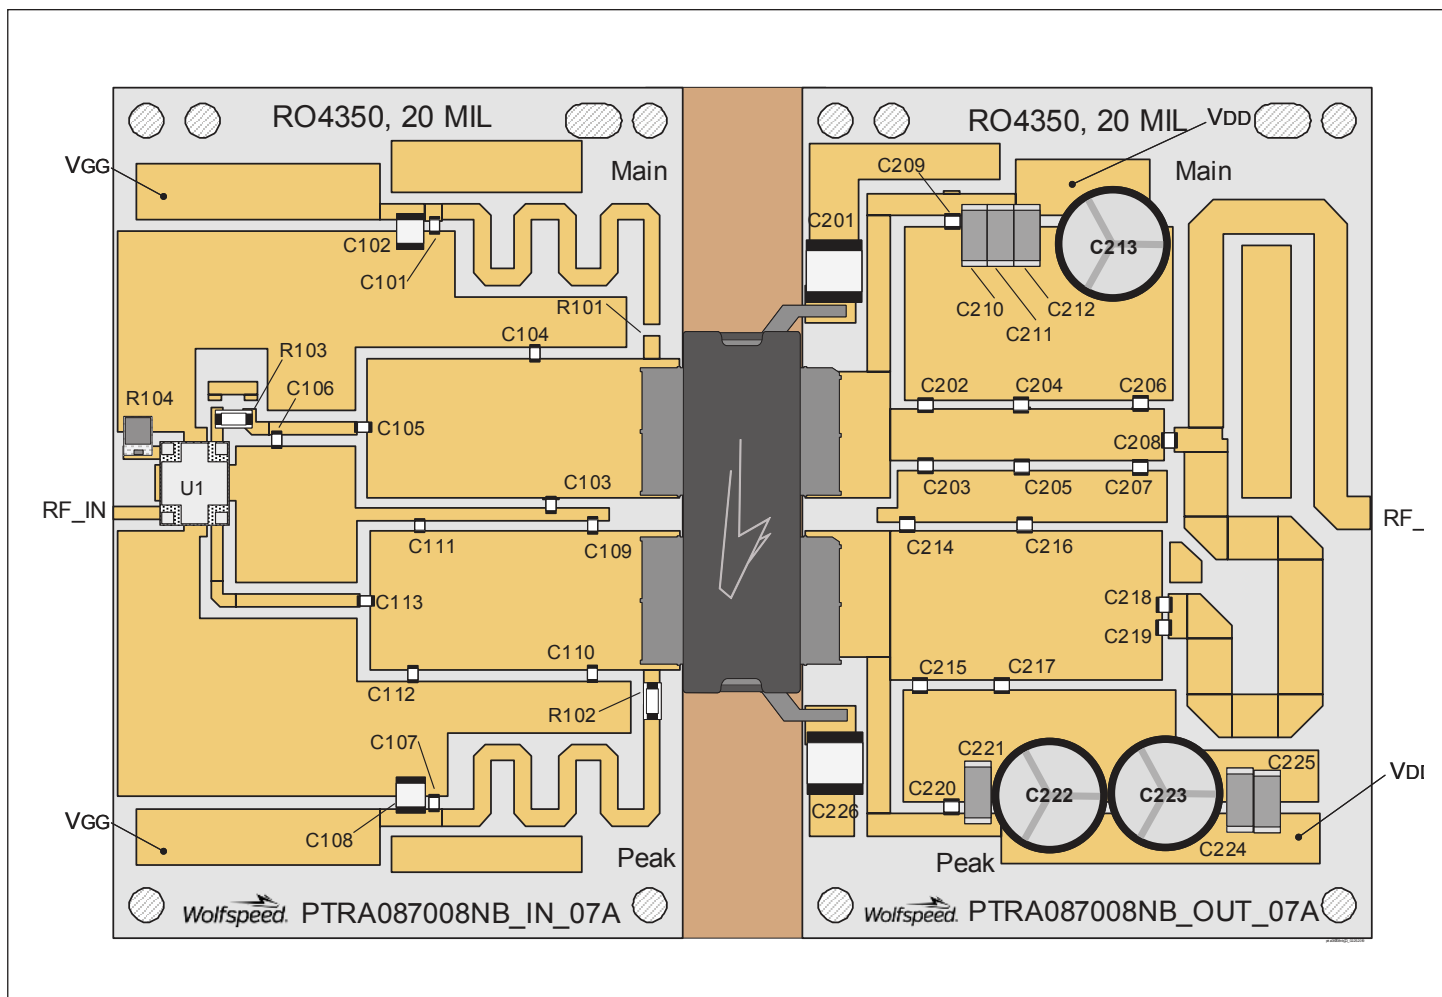 RO4350, 20 MIL
RO4350, 20 MIL
VDD
VGG
Main
Main
C209
C102
C101
C201
C213
R101
C210
C212
C211
C104
R103
C106
R104
C202
C204
C206
C105
C208
U1
C203
C205
C207
C103
RF_IN
RF_
C111
C109
C214
C216
C113
C218
C219
C110
C112
C215
C217
R102
C107
C221
C225
VDD
C220
C222
C223
VGG
C108
C226
C224
Peak
Peak
Wolfspeed. PTRA087008NB_IN_07A
Wolfspeed. PTRA087008NB_OUT_07A